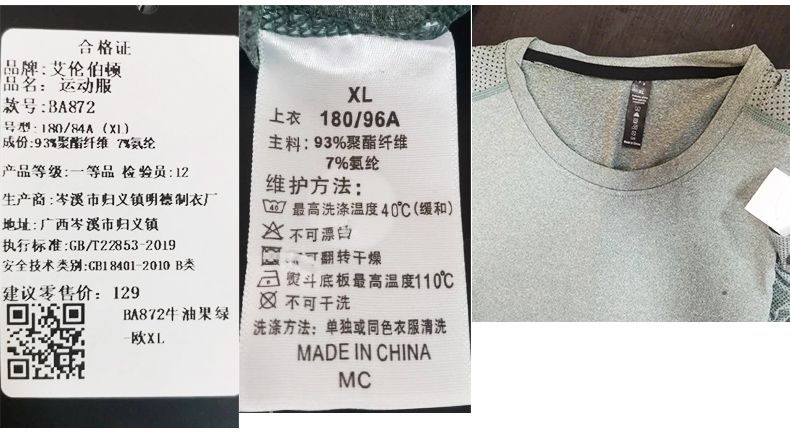 合格证
品牌:艾伦伯顿
品名: 运动服
款号:BA872
号型:180/84A (XL)
成份:93%聚酯纤维 7%氨纶
产品等级:一等品 检验员:12
生产商:岑溪市归义镇明德制衣厂
地址:广西岑溪市归义镇
执行标准:GB/T22853-2019
安全技术类别:GB18401-2010 B类
建议零售价: 129
BA872牛油果绿
-欧XL
XL
上衣 180/96A
主料:93%聚酯纤维
7%氨纶
维护方法:
40 最高洗涤温度40℃(缓和)
不可漂白
不可翻转干燥
熨斗底板最高温度110℃
不可干洗
洗涤方法: 单独或同色衣服清洗
MADE IN CHINA
MC